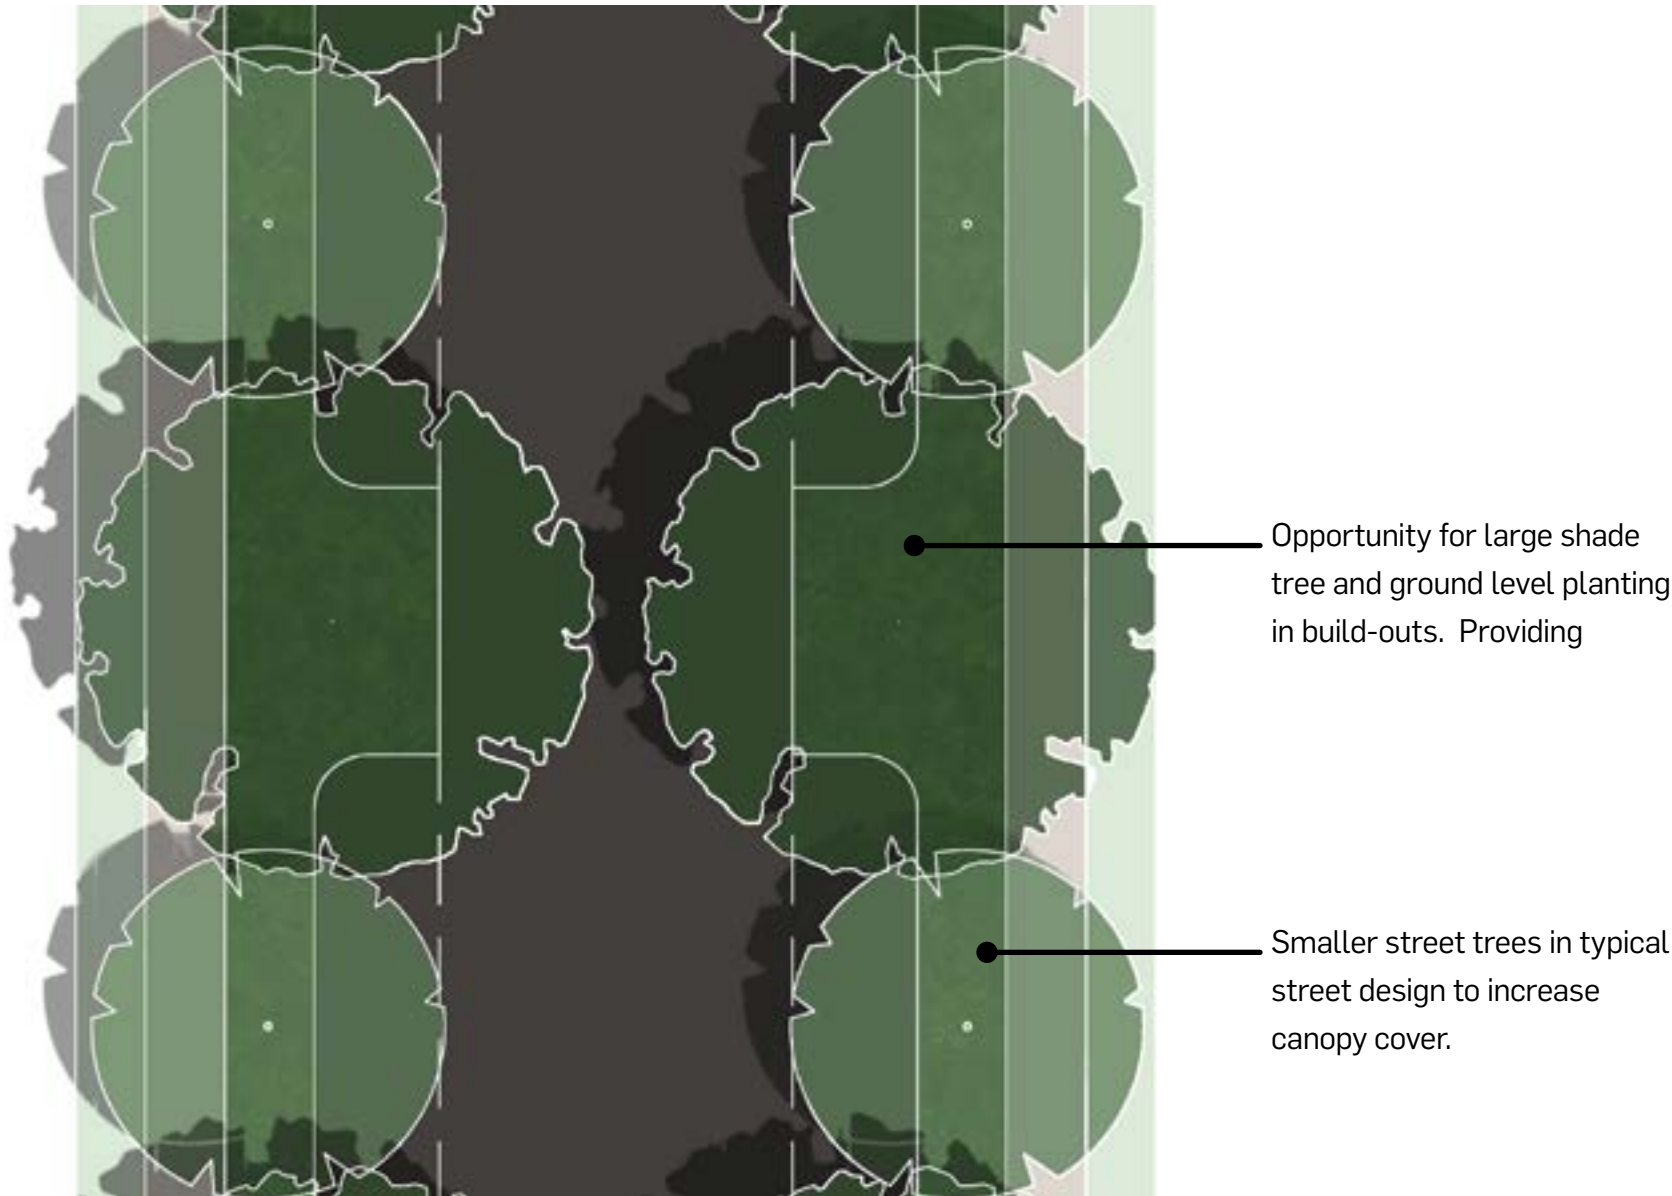 Opportunity for large shade
tree and ground level planting
in build-outs.  Providing
Smaller street trees in typical
street design to increase
canopy cover.